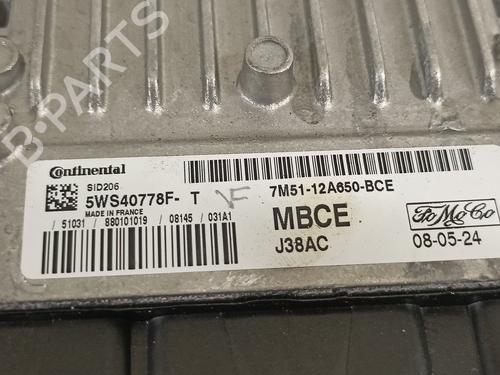 B-PARTS
Continental
SID206
5WS40778F- T
MADE IN FRANCE
51031 / 880101019 / 08145 / 031A1
VF
7M51-12A650-BCE
MBCE
J38AC
FoMoCo
08-05-24